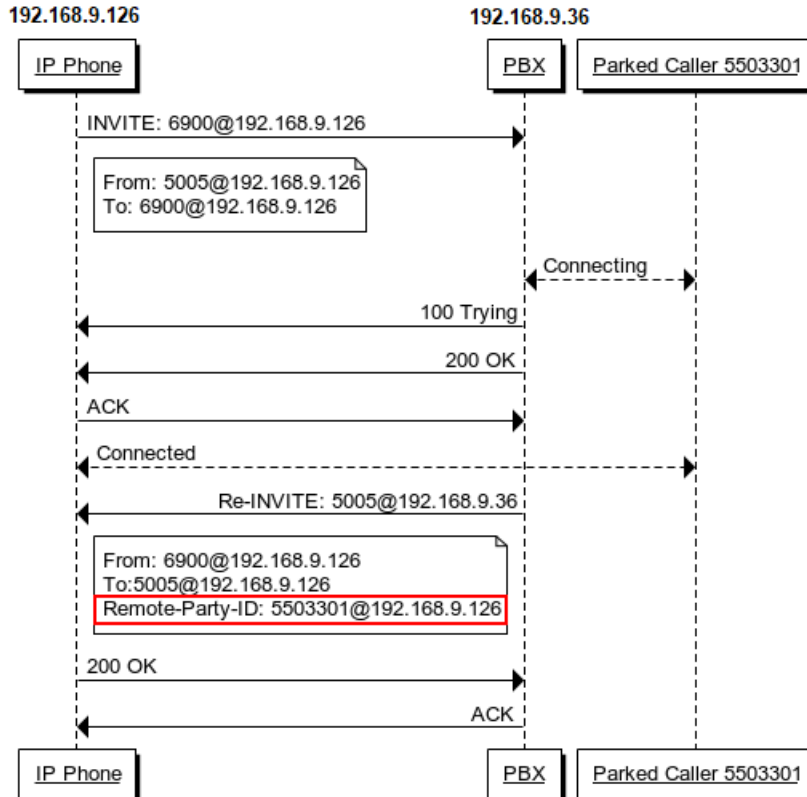 192.168.9.126
192.168.9.36
IP Phone
PBX
Parked Caller 5503301
INVITE: 6900@192.168.9.126
From: 5005@192.168.9.126
To: 6900@192.168.9.126
Connecting
100 Trying
200 OK
ACK
Connected
Re-INVITE: 5005@192.168.9.36
From: 6900@192.168.9.126
To:5005@192.168.9.126
Remote-Party-ID: 5503301@192.168.9.126
200 OK
ACK
IP Phone
PBX
Parked Caller 5503301